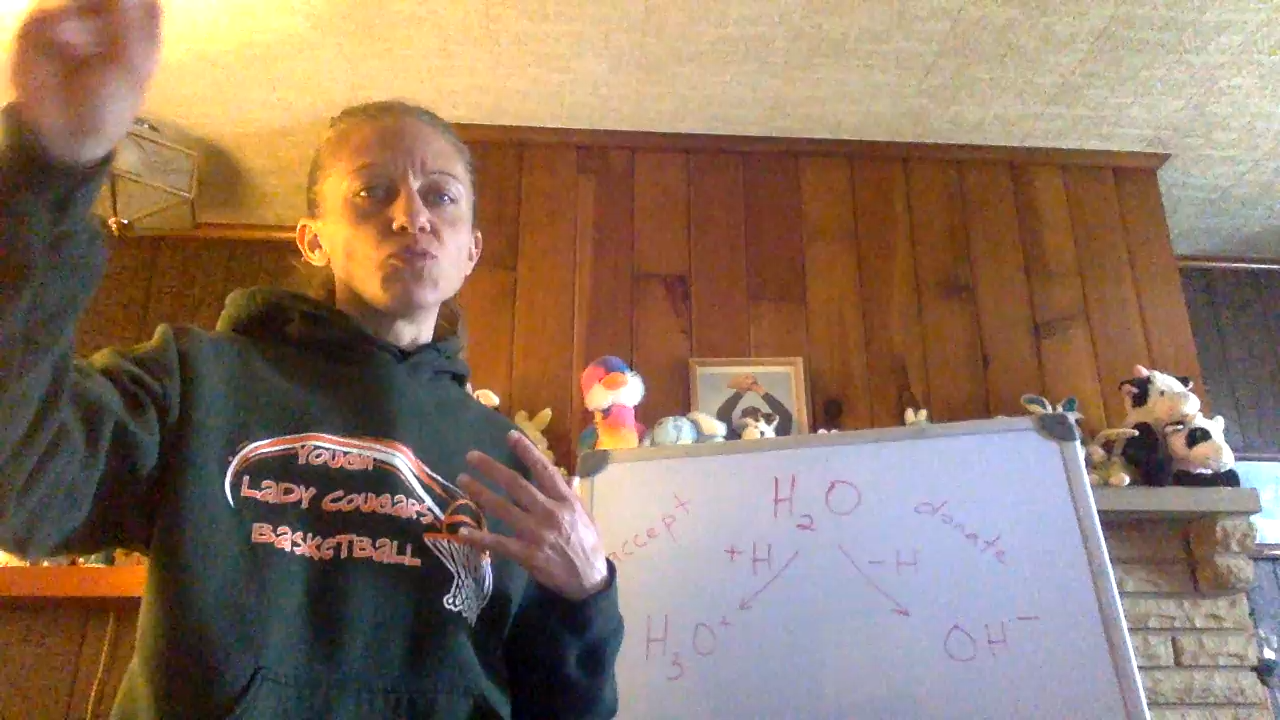 YOUGH
LADY COUGARS
BASKETBALL
H₂O
accept
donate
+H
-H
H₃O⁺
OH⁻